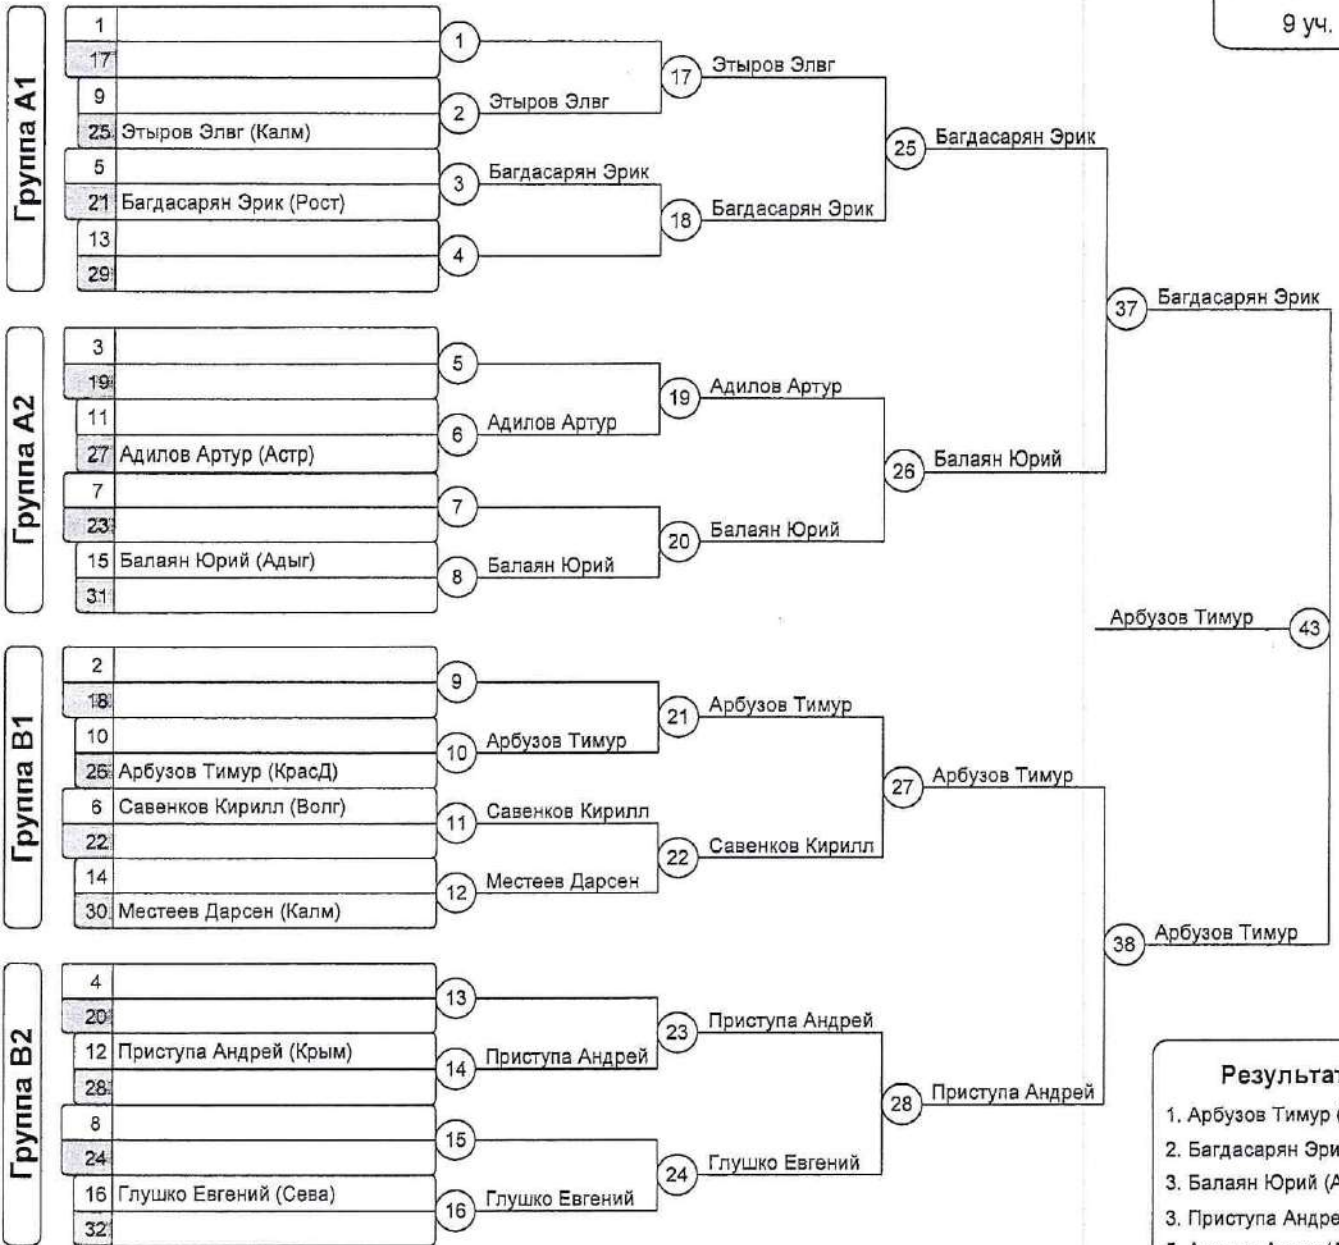 9 уч.
Группа A1
1
17
9
25 Этыров Элвг (Калм)
5
21 Багдасарян Эрик (Рост)
13
29
1
2 Этыров Элвг
3 Багдасарян Эрик
4
17 Этыров Элвг
18 Багдасарян Эрик
25 Багдасарян Эрик
Группа A2
3
19
11
27 Адилов Артур (Астр)
7
23
15 Балаян Юрий (Адыг)
31
5
6 Адилов Артур
7
8 Балаян Юрий
19 Адилов Артур
20 Балаян Юрий
26 Балаян Юрий
37 Багдасарян Эрик
Арбузов Тимур 43
Группа B1
2
18
10
26 Арбузов Тимур (КрасД)
6 Савенков Кирилл (Волг)
22
14
30 Местеев Дарсен (Калм)
9
10 Арбузов Тимур
11 Савенков Кирилл
12 Местеев Дарсен
21 Арбузов Тимур
22 Савенков Кирилл
27 Арбузов Тимур
Группа B2
4
20
12 Приступа Андрей (Крым)
28
8
24
16 Глушко Евгений (Сева)
32
13
14 Приступа Андрей
15
16 Глушко Евгений
23 Приступа Андрей
24 Глушко Евгений
28 Приступа Андрей
38 Арбузов Тимур
Результат
1. Арбузов Тимур (
2. Багдасарян Эри
3. Балаян Юрий (А
3. Приступа Андре